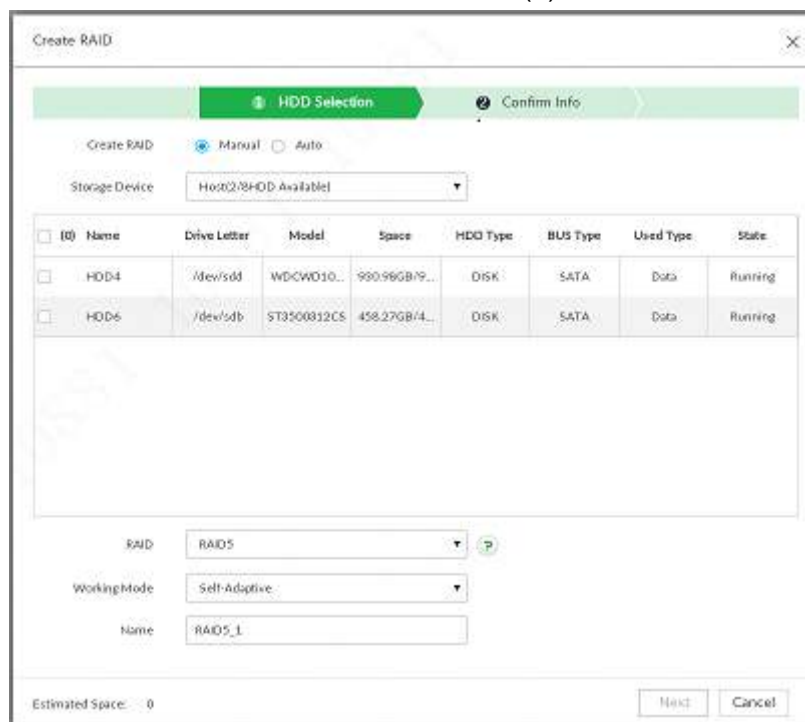 Create RAID
1 HDD Selection 2 Confirm Info
Create RAID Manual Auto
Storage Device Host(2/8HDD Available)
(0) Name Drive Letter Model Space HDD Type BUS Type Used Type State
HDD4 /dev/sdd WDCWD10... 930.98GB/9... DISK SATA Data Running
HDD6 /dev/sdb ST3500312CS 458.27GB/4... DISK SATA Data Running
RAID RAID5 ?
Working Mode Self-Adaptive
Name RAID5_1
Estimated Space: 0 Next Cancel